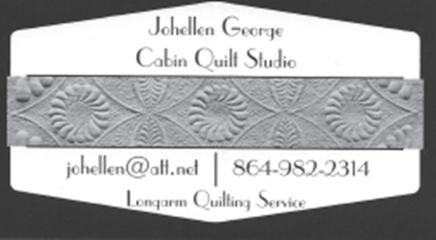 Johellen George
Cabin Quilt Studio
johellen@att.net | 864-982-2314
Longarm Quilting Service